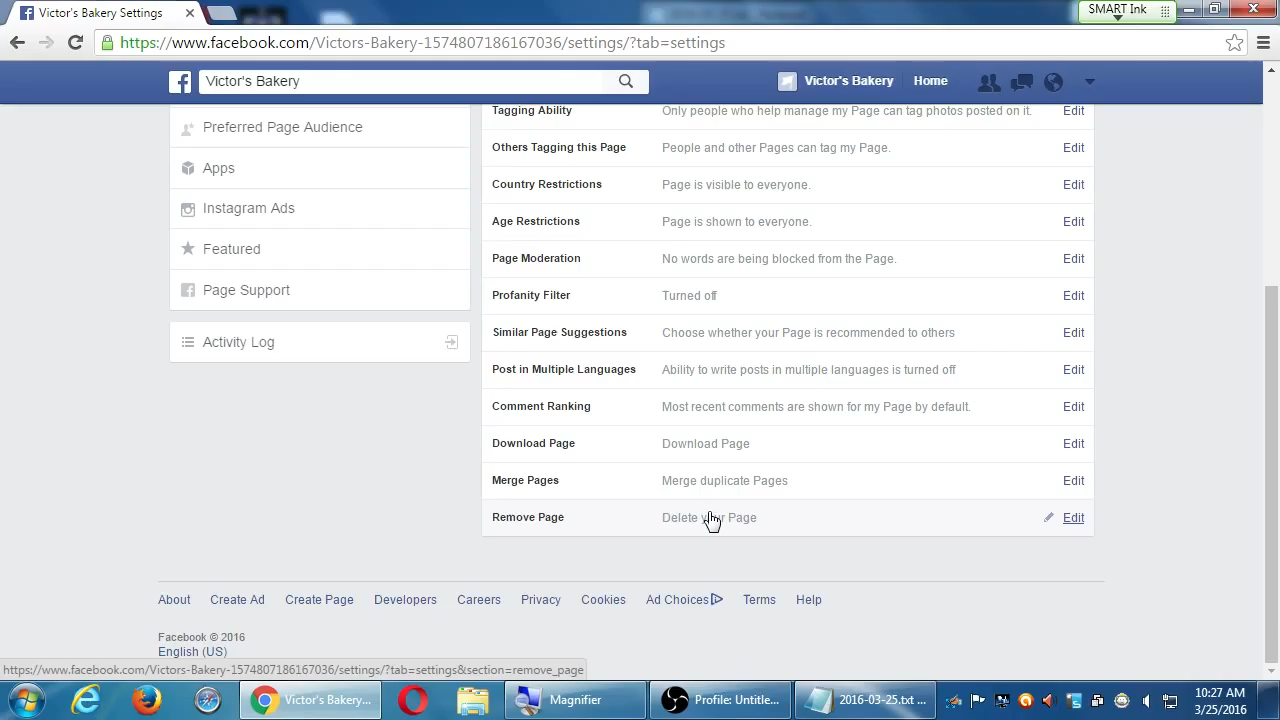 Victor's Bakery Settings
SMART Ink
https://www.facebook.com/Victors-Bakery-1574807186167036/settings/?tab=settings
Victor's Bakery
Victor's Bakery
Home
Preferred Page Audience
Apps
Instagram Ads
Featured
Page Support
Activity Log
Tagging Ability Only people who help manage my Page can tag photos posted on it. Edit
Others Tagging this Page People and other Pages can tag my Page. Edit
Country Restrictions Page is visible to everyone. Edit
Age Restrictions Page is shown to everyone. Edit
Page Moderation No words are being blocked from the Page. Edit
Profanity Filter Turned off Edit
Similar Page Suggestions Choose whether your Page is recommended to others Edit
Post in Multiple Languages Ability to write posts in multiple languages is turned off Edit
Comment Ranking Most recent comments are shown for my Page by default. Edit
Download Page Download Page Edit
Merge Pages Merge duplicate Pages Edit
Remove Page Delete your Page Edit
About Create Ad Create Page Developers Careers Privacy Cookies Ad Choices Terms Help
Facebook © 2016
English (US)
https://www.facebook.com/Victors-Bakery-1574807186167036/settings/?tab=settings&section=remove_page
Victor's Bakery...
Magnifier
Profile: Untitle...
2016-03-25.txt ...
10:27 AM
3/25/2016